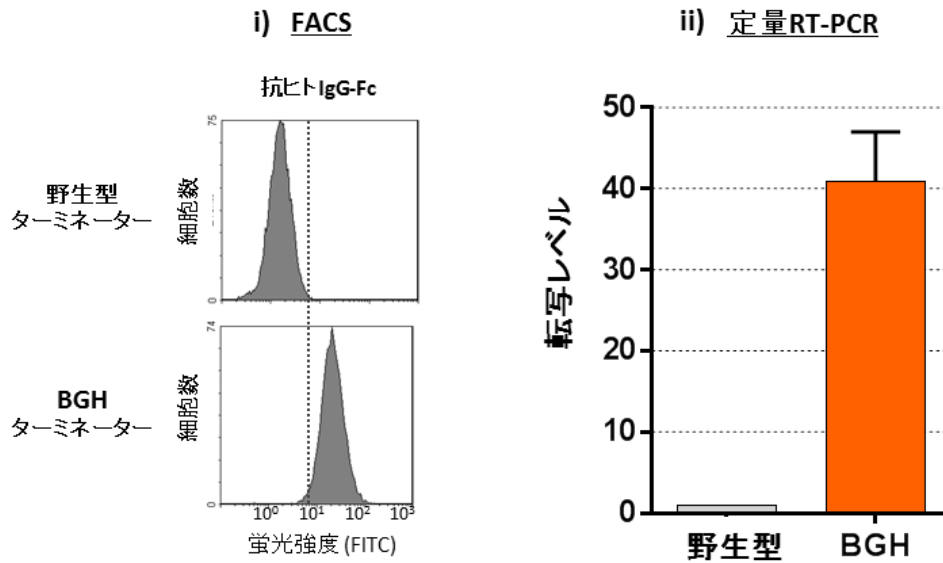 i) FACS
抗ヒトIgG-Fc
野生型
ターミネーター
細胞数
75
0
BGH
ターミネーター
細胞数
74
0
10⁰ 10¹ 10² 10³
蛍光強度 (FITC)
ii) 定量RT-PCR
転写レベル
50
40
30
20
10
0
野生型 BGH